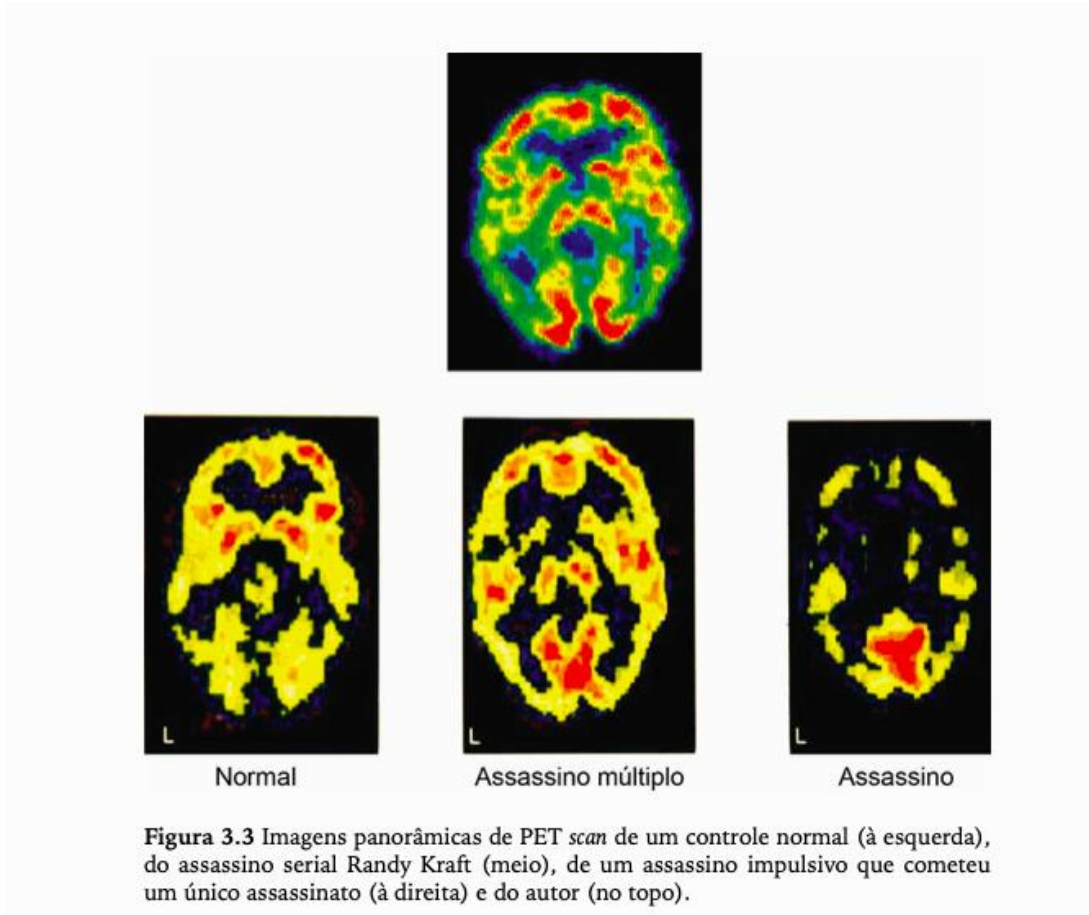 L
L
L
Normal
Assassino múltiplo
Assassino
Figura 3.3 Imagens panorâmicas de PET scan de um controle normal (à esquerda),
do assassino serial Randy Kraft (meio), de um assassino impulsivo que cometeu
um único assassinato (à direita) e do autor (no topo).